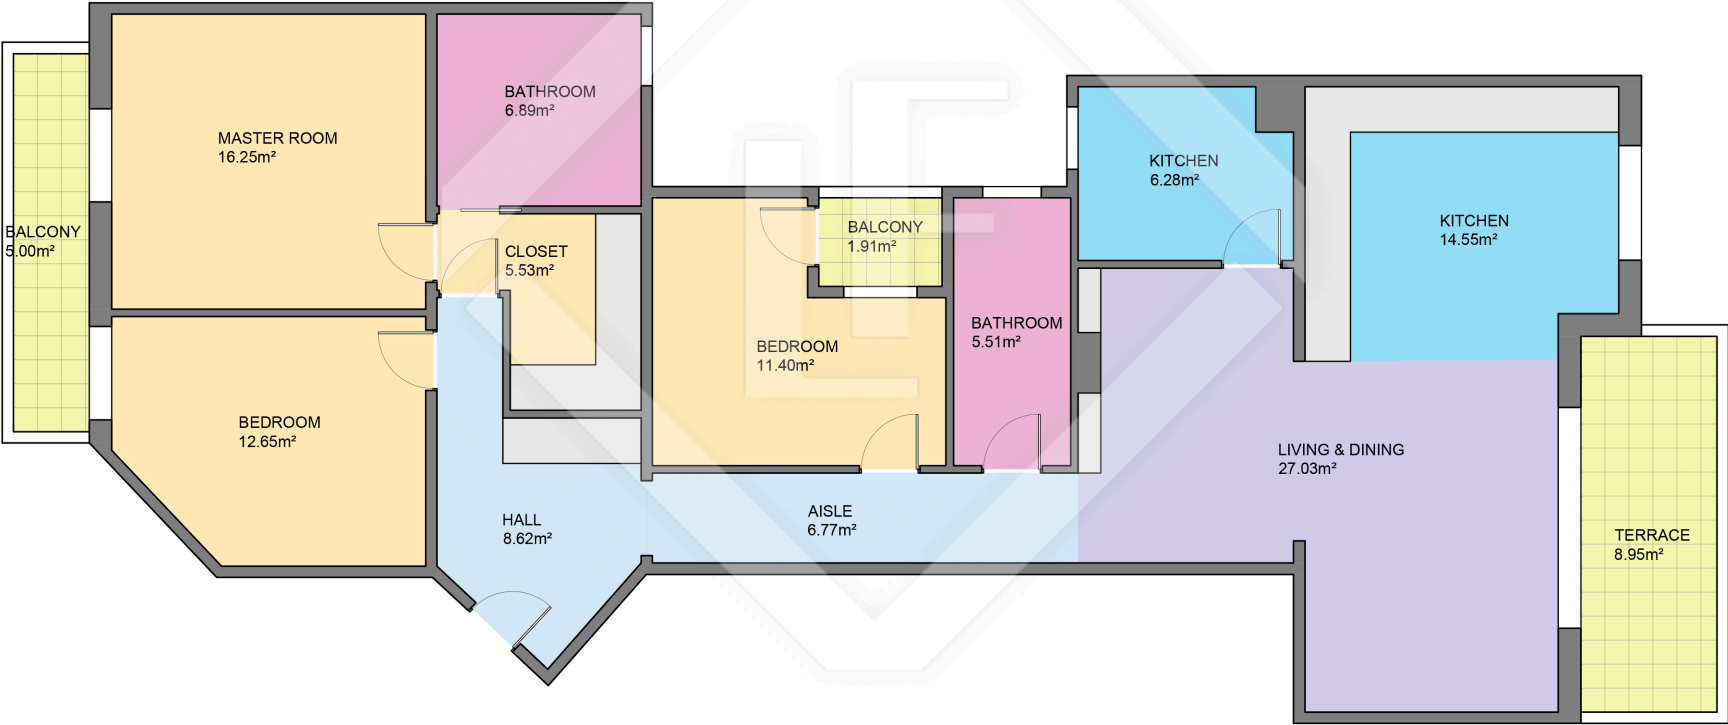 BATHROOM
6.89m²
MASTER ROOM
16.25m²
KITCHEN
6.28m²
BALCONY
5.00m²
CLOSET
5.53m²
BALCONY
1.91m²
KITCHEN
14.55m²
BEDROOM
11.40m²
BATHROOM
5.51m²
BEDROOM
12.65m²
LIVING & DINING
27.03m²
HALL
8.62m²
AISLE
6.77m²
TERRACE
8.95m²